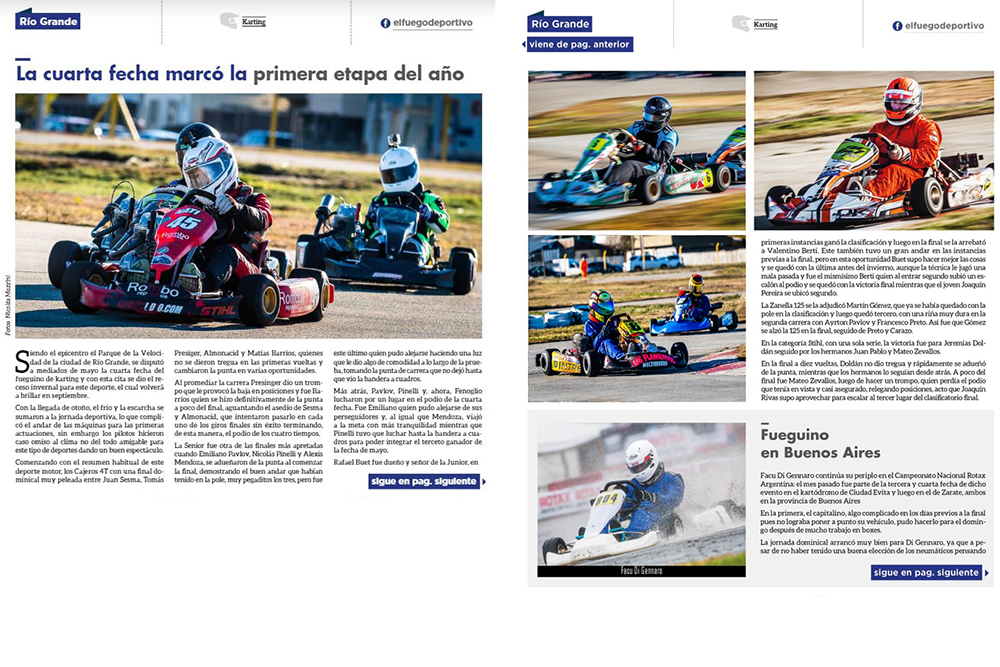 Río Grande
Karting
elfuegodeportivo
La cuarta fecha marcó la primera etapa del año
Fotos: Nicolás Mazzchi
MATI
45
Rombo
STIHL
Siendo el epicentro el Parque de la Veloci-
dad de la ciudad de Río Grande, se disputó
a mediados de mayo la cuarta fecha del
fueguino de karting y con esta cita se dio el re-
ceso invernal para este deporte, el cual volverá
a brillar en septiembre.
Con la llegada de otoño, el frío y la escarcha se
sumaron a la jornada deportiva, lo que compli-
có el andar de las máquinas para las primeras
actuaciones, sin embargo los pilotos hicieron
caso omiso al clima no del todo amigable para
este tipo de deportes dando un buen espectáculo.
Comenzando con el resumen habitual de este
deporte motor, los Cajeros 4T con una final do-
minical muy peleada entre Juan Sesma, Tomás
Presiger, Almonacid y Matías Barrios, quienes
no se dieron tregua en las primeras vueltas y
cambiaron la punta en varias oportunidades.
Al promediar la carrera Presinger dio un trom-
po que le provocó la baja en posiciones y fue Ba-
rrios quien se hizo definitivamente de la punta
a poco del final, aguantando el asedio de Sesma
y Almonacid, que intentaron pasarlo en cada
uno de los giros finales sin éxito terminando,
de esta manera, el podio de los cuatro tiempos.
La Senior fue otra de las finales más apretadas
cuando Emiliano Pavlov, Nicolás Pinelli y Alexis
Mendoza, se adueñaron de la punta al comenzar
la final, demostrando el buen andar que habían
tenido en la pole, muy pegaditos los tres, pero fue
este último quien pudo alejarse haciendo una luz
que le dio algo de comodidad a lo largo de la prue-
ba, tomando la punta de carrera que no dejó hasta
que vio la bandera a cuadros.
Más atrás, Pavlov, Pinelli y, ahora, Fenoglio
lucharon por un lugar en el podio de la cuarta
fecha. Fue Emiliano quien pudo alejarse de sus
perseguidores y, al igual que Mendoza, viajó
a la meta con más tranquilidad mientras que
Pinelli tuvo que luchar hasta la bandera a cua-
dros para poder integrar el tercero ganador de
la fecha de mayo.
Rafael Buet fue dueño y señor de la Junior, en
sigue en pag. siguiente
Río Grande
viene de pag. anterior
Karting
elfuegodeportivo
primeras instancias ganó la clasificación y luego en la final se la arrebató
a Valentino Berti. Este también tuvo un gran andar en las instancias
previas a la final, pero en esta oportunidad Buet supo hacer mejor las cosas
y se quedó con la última antes del invierno, aunque la técnica le jugó una
mala pasada y fue el mismísimo Berti quien al entrar segundo subió un es-
calón al podio y se quedó con la victoria final mientras que el joven Joaquín
Pereira se ubicó segundo.
La Zanella 125 se la adjudicó Martín Gómez, que ya se había quedado con la
pole en la clasificación y luego quedó tercero, con una riña muy dura en la
segunda carrera con Ayrton Pavlov y Francesco Preto. Así fue que Gómez
se alzó la 125 en la final, seguido de Preto y Carazo.
En la categoría Stihl, con una sola serie, la victoria fue para Jeremías Dol-
dán seguido por los hermanos Juan Pablo y Mateo Zevallos.
En la final a diez vueltas, Doldán no dio tregua y rápidamente se adueñó
de la punta, mientras que los hermanos lo seguían desde atrás. A poco del
final fue Mateo Zevallos, luego de hacer un trompo, quien perdía el podio
que tenía en vista y casi asegurado, relegando posiciones, acto que Joaquín
Rivas supo aprovechar para escalar al tercer lugar del clasificatorio final.
804
Facu Di Gennaro
Fueguino
en Buenos Aires
Facu Di Gennaro continúa su periplo en el Campeonato Nacional Rotax
Argentina: el mes pasado fue parte de la tercera y cuarta fecha de dicho
evento en el kartódromo de Ciudad Evita y luego en el de Zarate, ambos
en la provincia de Buenos Aires
En la primera, el capitalino, algo complicado en los días previos a la final
pues no lograba poner a punto su vehículo, pudo hacerlo para el domin-
go después de mucho trabajo en boxes.
La jornada dominical arrancó muy bien para Di Gennaro, ya que a pe-
sar de no haber tenido una buena elección de los neumáticos pensando
sigue en pag. siguiente